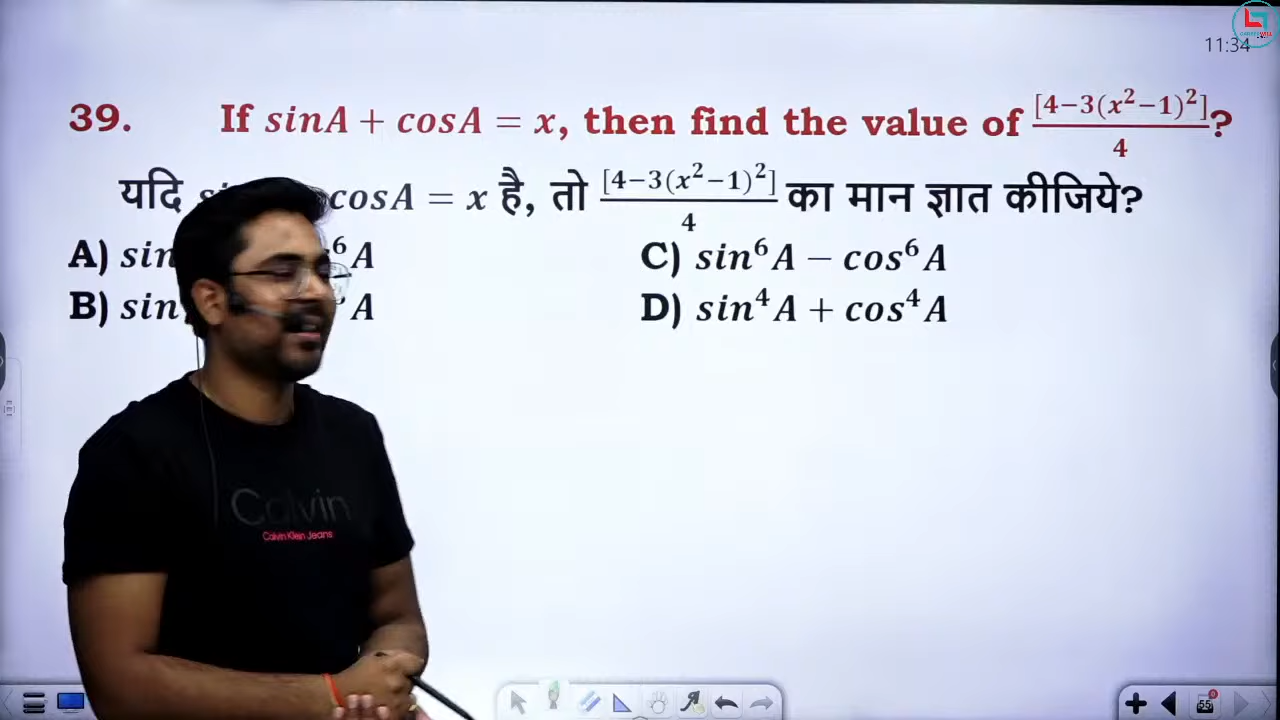 11:34
39. If sinA + cosA = x, then find the value of [4−3(x²−1)²]/4?
यदि cosA = x है, तो [4−3(x²−1)²]/4 का मान ज्ञात कीजिये?
A) sin ⁶A C) sin⁶A − cos⁶A
B) sin A D) sin⁴A + cos⁴A
Calvin
Calvin Klein Jeans
55